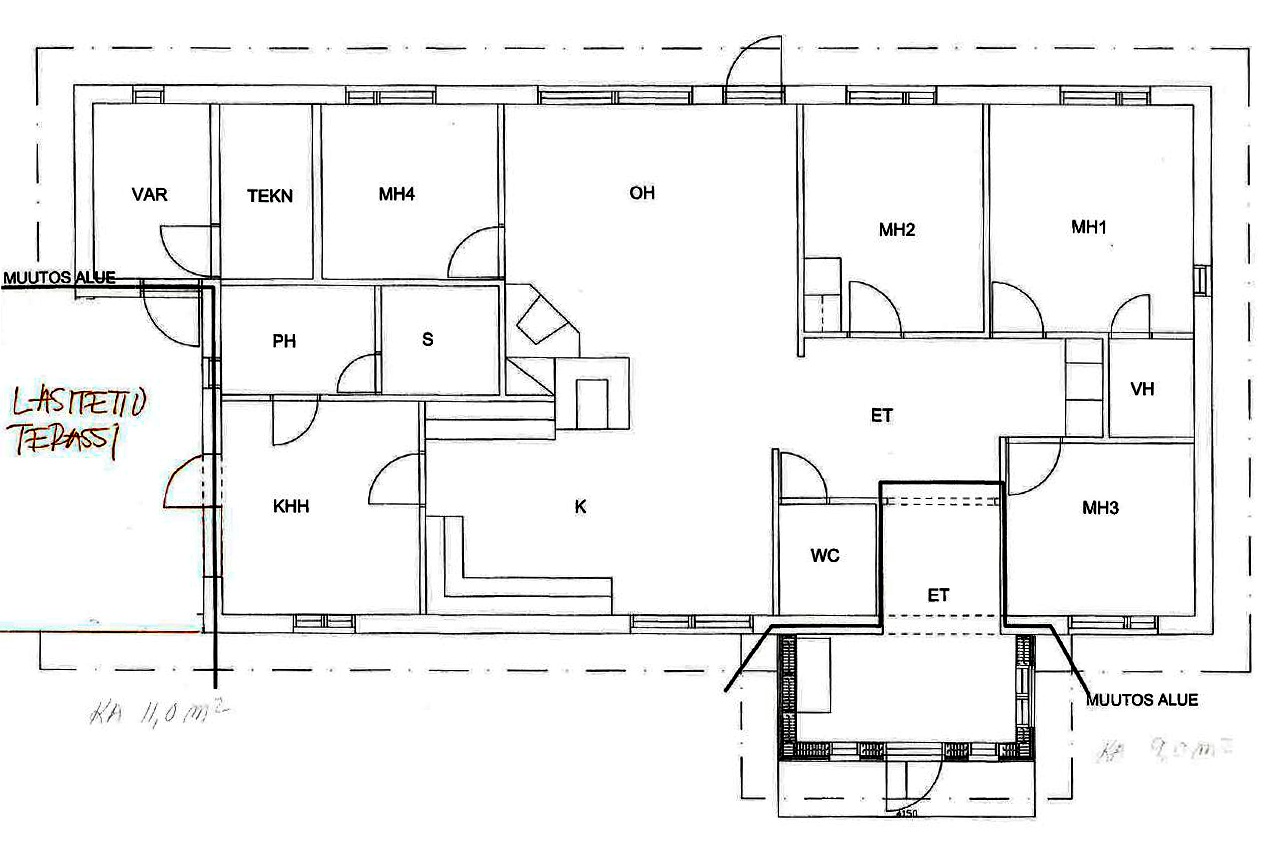 VAR
TEKN
MH4
OH
MH2
MH1
MUUTOS ALUE
PH
S
LASITETTU
TERASSI
VH
ET
KHH
K
MH3
WC
ET
MUUTOS ALUE
KA 11,0 m²
KA 9,0 m²
4150